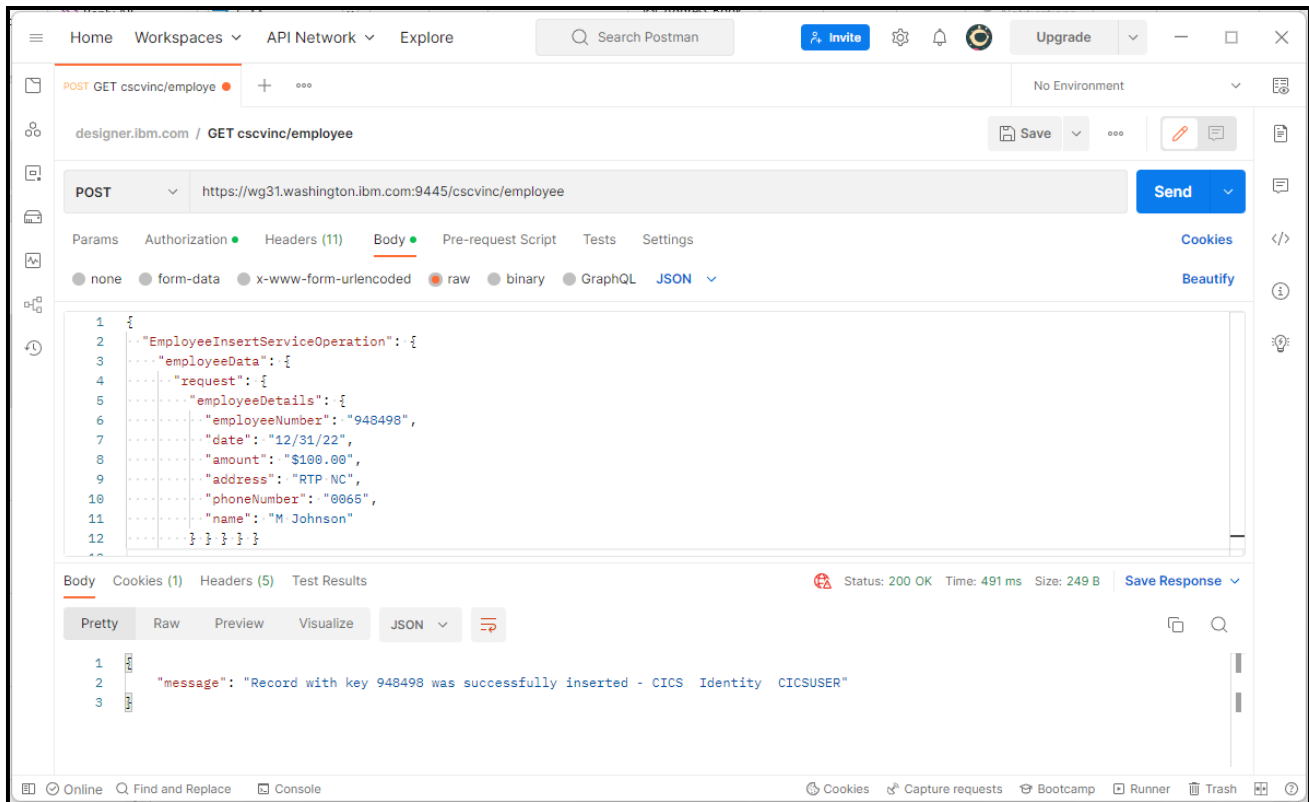 Home Workspaces API Network Explore Search Postman Invite Upgrade
POST GET cscvinc/employe No Environment
designer.ibm.com / GET cscvinc/employee Save
POST https://wg31.washington.ibm.com:9445/cscvinc/employee Send
Params Authorization Headers (11) Body Pre-request Script Tests Settings Cookies
none form-data x-www-form-urlencoded raw binary GraphQL JSON Beautify
1 {
2 "EmployeeInsertServiceOperation": {
3 "employeeData": {
4 "request": {
5 "employeeDetails": {
6 "employeeNumber": "948498",
7 "date": "12/31/22",
8 "amount": "$100.00",
9 "address": "RTP NC",
10 "phoneNumber": "0065",
11 "name": "M Johnson"
12 } } } } }
Body Cookies (1) Headers (5) Test Results Status: 200 OK Time: 491 ms Size: 249 B Save Response
Pretty Raw Preview Visualize JSON
1 {
2 "message": "Record with key 948498 was successfully inserted - CICS  Identity  CICSUSER"
3 }
Online Find and Replace Console Cookies Capture requests Bootcamp Runner Trash